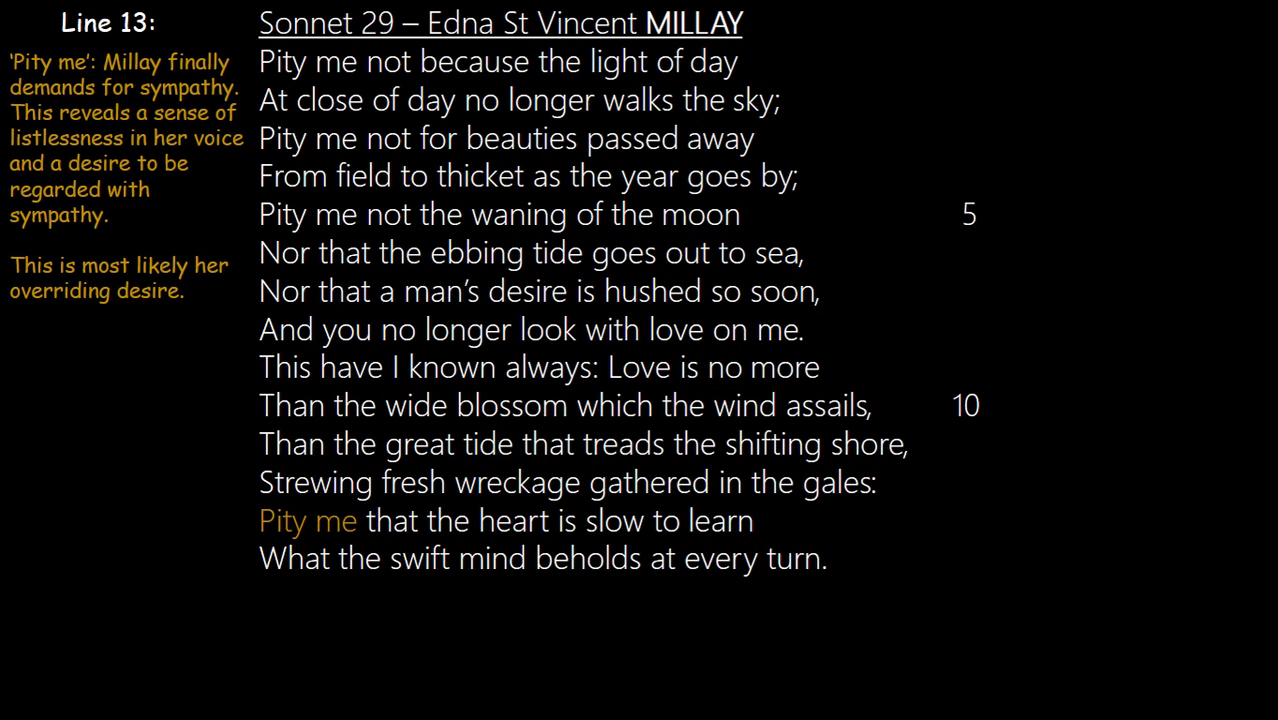 Line 13:
'Pity me': Millay finally
demands for sympathy.
This reveals a sense of
listlessness in her voice
and a desire to be
regarded with
sympathy.
This is most likely her
overriding desire.
Sonnet 29 – Edna St Vincent MILLAY
Pity me not because the light of day
At close of day no longer walks the sky;
Pity me not for beauties passed away
From field to thicket as the year goes by;
Pity me not the waning of the moon 5
Nor that the ebbing tide goes out to sea,
Nor that a man's desire is hushed so soon,
And you no longer look with love on me.
This have I known always: Love is no more
Than the wide blossom which the wind assails, 10
Than the great tide that treads the shifting shore,
Strewing fresh wreckage gathered in the gales:
Pity me that the heart is slow to learn
What the swift mind beholds at every turn.